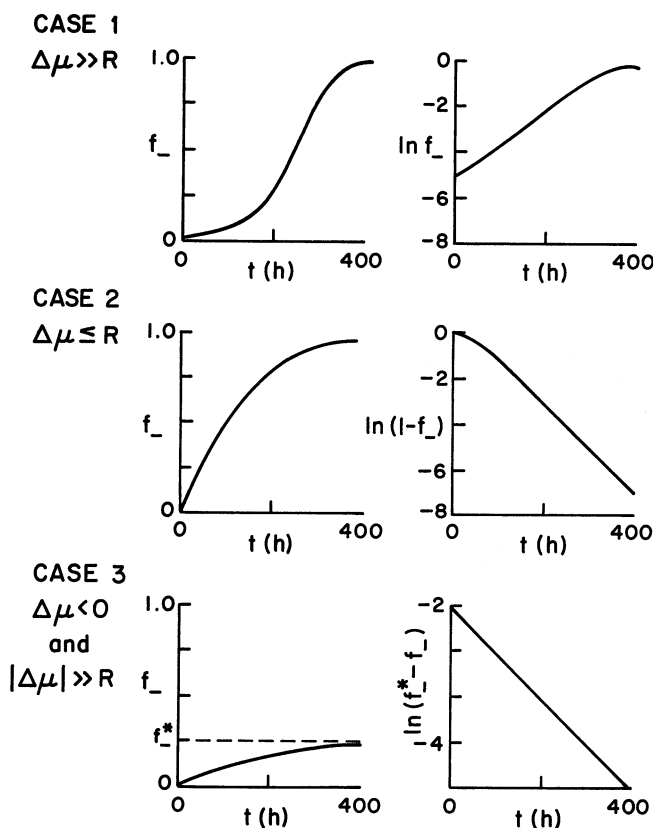 CASE 1
Δμ>>R
1.0
f_
0
0
t (h)
400
0
-2
ln f_
-6
-8
0
t (h)
400
CASE 2
Δμ≤R
1.0
f_
0
0
t (h)
400
0
-2
ln (1-f_)
-6
-8
0
t (h)
400
CASE 3
Δμ<0
and
|Δμ|>>R
1.0
f_
f_*
0
0
t (h)
400
-2
ln (f_*-f_)
-4
0
t (h)
400